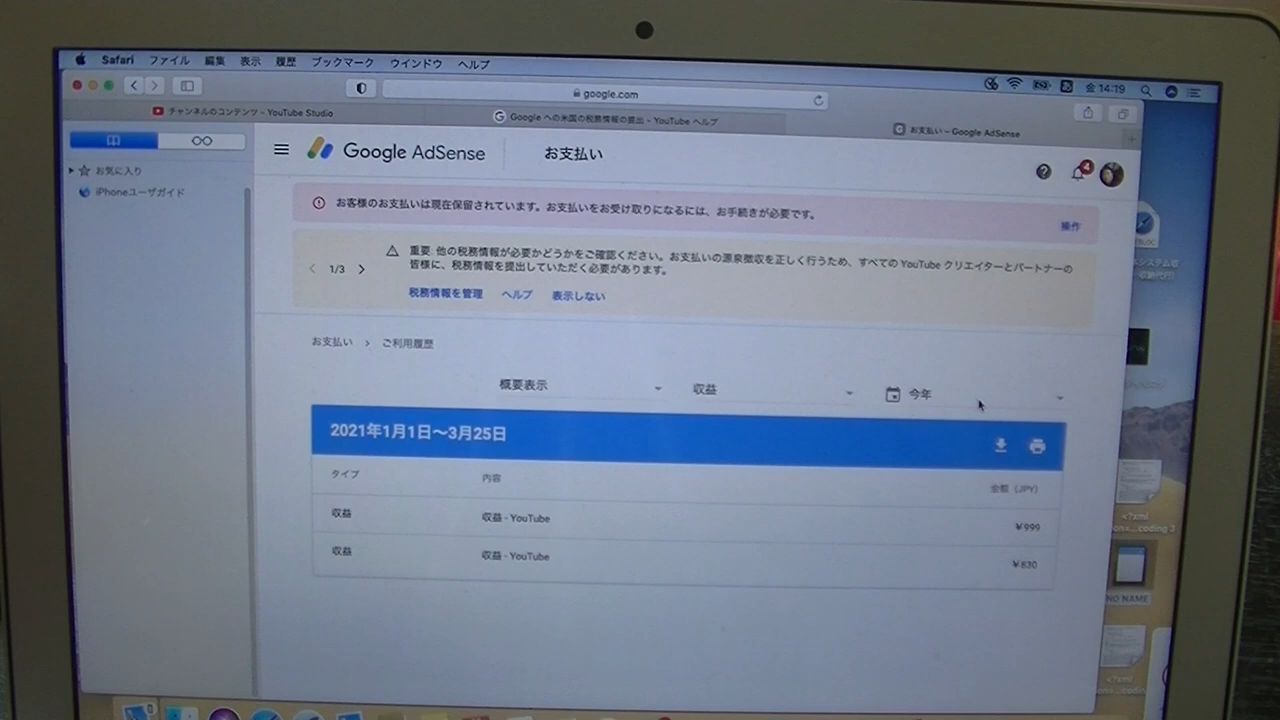 Safari ファイル 編集 表示 履歴 ブックマーク ウインドウ ヘルプ
金 14:19
google.com
チャンネルのコンテンツ - YouTube Studio
Google への米国の税務情報の提出 - YouTube ヘルプ
お支払い – Google AdSense
お気に入り
iPhoneユーザガイド
Google AdSense
お支払い
4
お客様のお支払いは現在保留されています。お支払いをお受け取りになるには、お手続きが必要です。
操作
1/3
重要: 他の税務情報が必要かどうかをご確認ください。お支払いの源泉徴収を正しく行うため、すべての YouTube クリエイターとパートナーの
皆様に、税務情報を提出していただく必要があります。
税務情報を管理 ヘルプ 表示しない
お支払い > ご利用履歴
概要表示
収益
今年
2021年1月1日〜3月25日
タイプ 内容 金額 (JPY)
収益 収益 - YouTube ¥999
収益 収益 - YouTube ¥830
<?xml
coding 3
NO NAME
<?xml